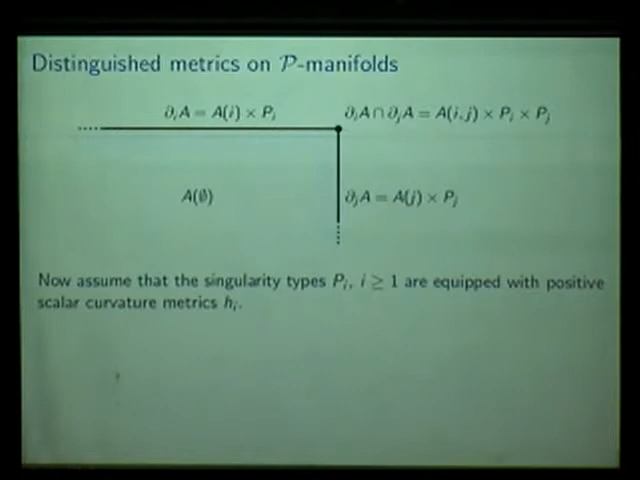 Distinguished metrics on 𝒫-manifolds
∂ᵢA = A(i) × Pᵢ
∂ᵢA ∩ ∂ⱼA = A(i, j) × Pᵢ × Pⱼ
A(∅)
∂ⱼA = A(j) × Pⱼ
Now assume that the singularity types Pᵢ, i ≥ 1 are equipped with positive
scalar curvature metrics hᵢ.